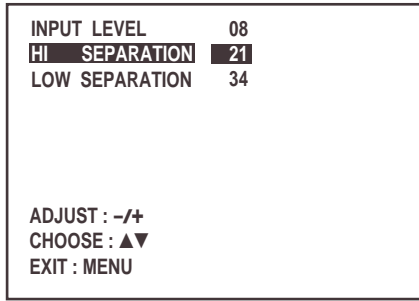 INPUT LEVEL 08
HI SEPARATION 21
LOW SEPARATION 34
ADJUST : –/+
CHOOSE : ▲▼
EXIT : MENU